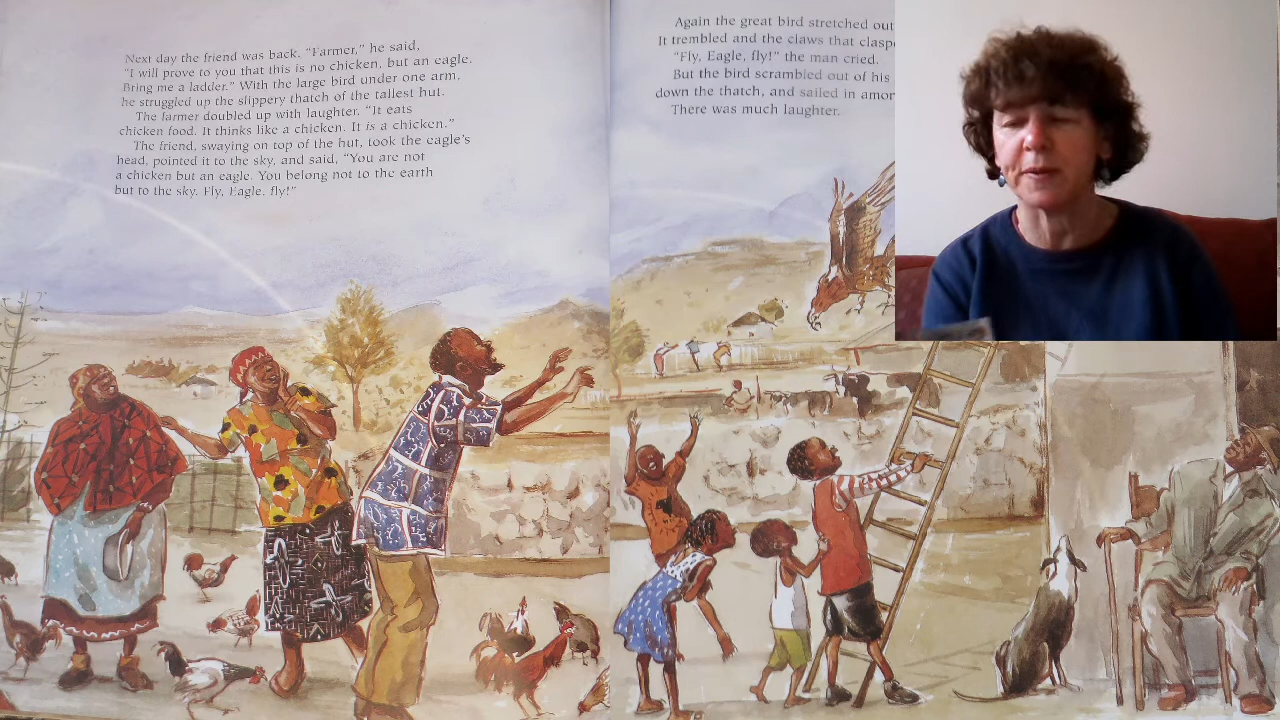 Next day the friend was back. "Farmer," he said,
"I will prove to you that this is no chicken, but an eagle.
Bring me a ladder." With the large bird under one arm,
he struggled up the slippery thatch of the tallest hut.
The farmer doubled up with laughter. "It eats
chicken food. It thinks like a chicken. It is a chicken."
The friend, swaying on top of the hut, took the eagle's
head, pointed it to the sky, and said, "You are not
a chicken but an eagle. You belong not to the earth
but to the sky. Fly, Eagle, fly!"
Again the great bird stretched out
It trembled and the claws that
"Fly, Eagle, fly!" the man cried.
But the bird scrambled out of his
down the thatch, and sailed in
There was much laughter.